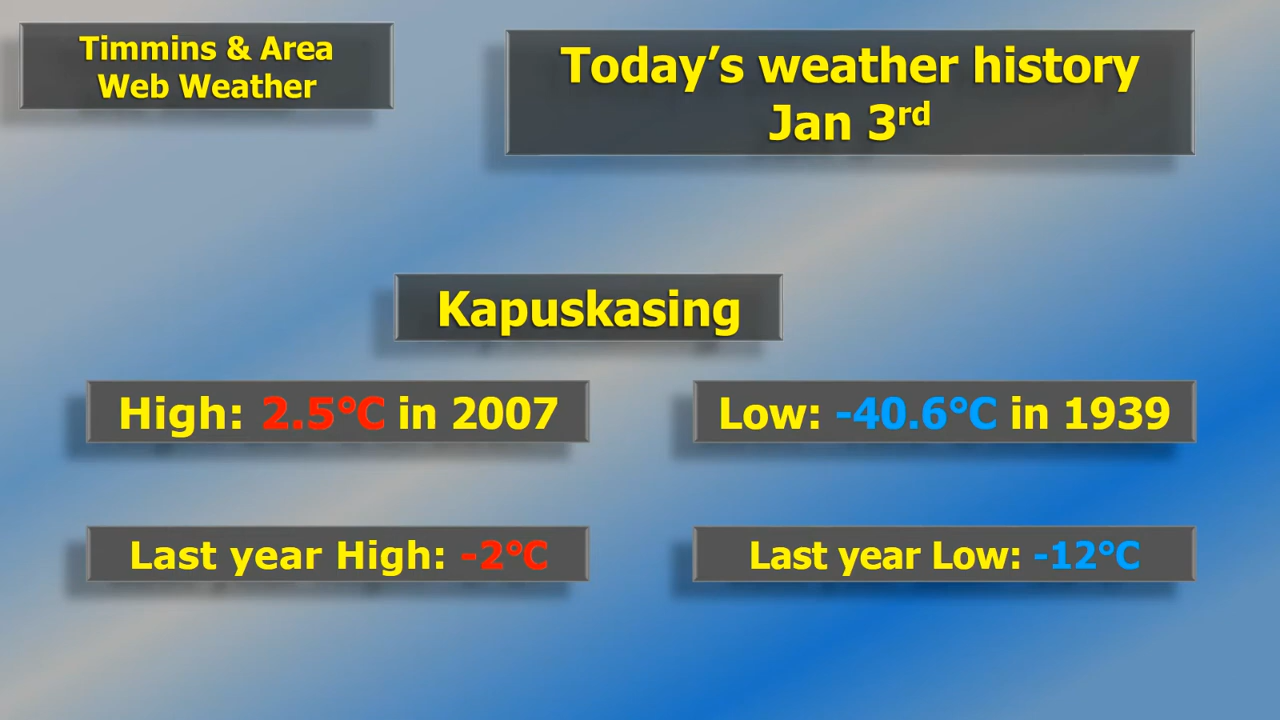 Timmins & Area
Web Weather
Today’s weather history
Jan 3rd
Kapuskasing
High: 2.5°C in 2007
Low: -40.6°C in 1939
Last year High: -2°C
Last year Low: -12°C